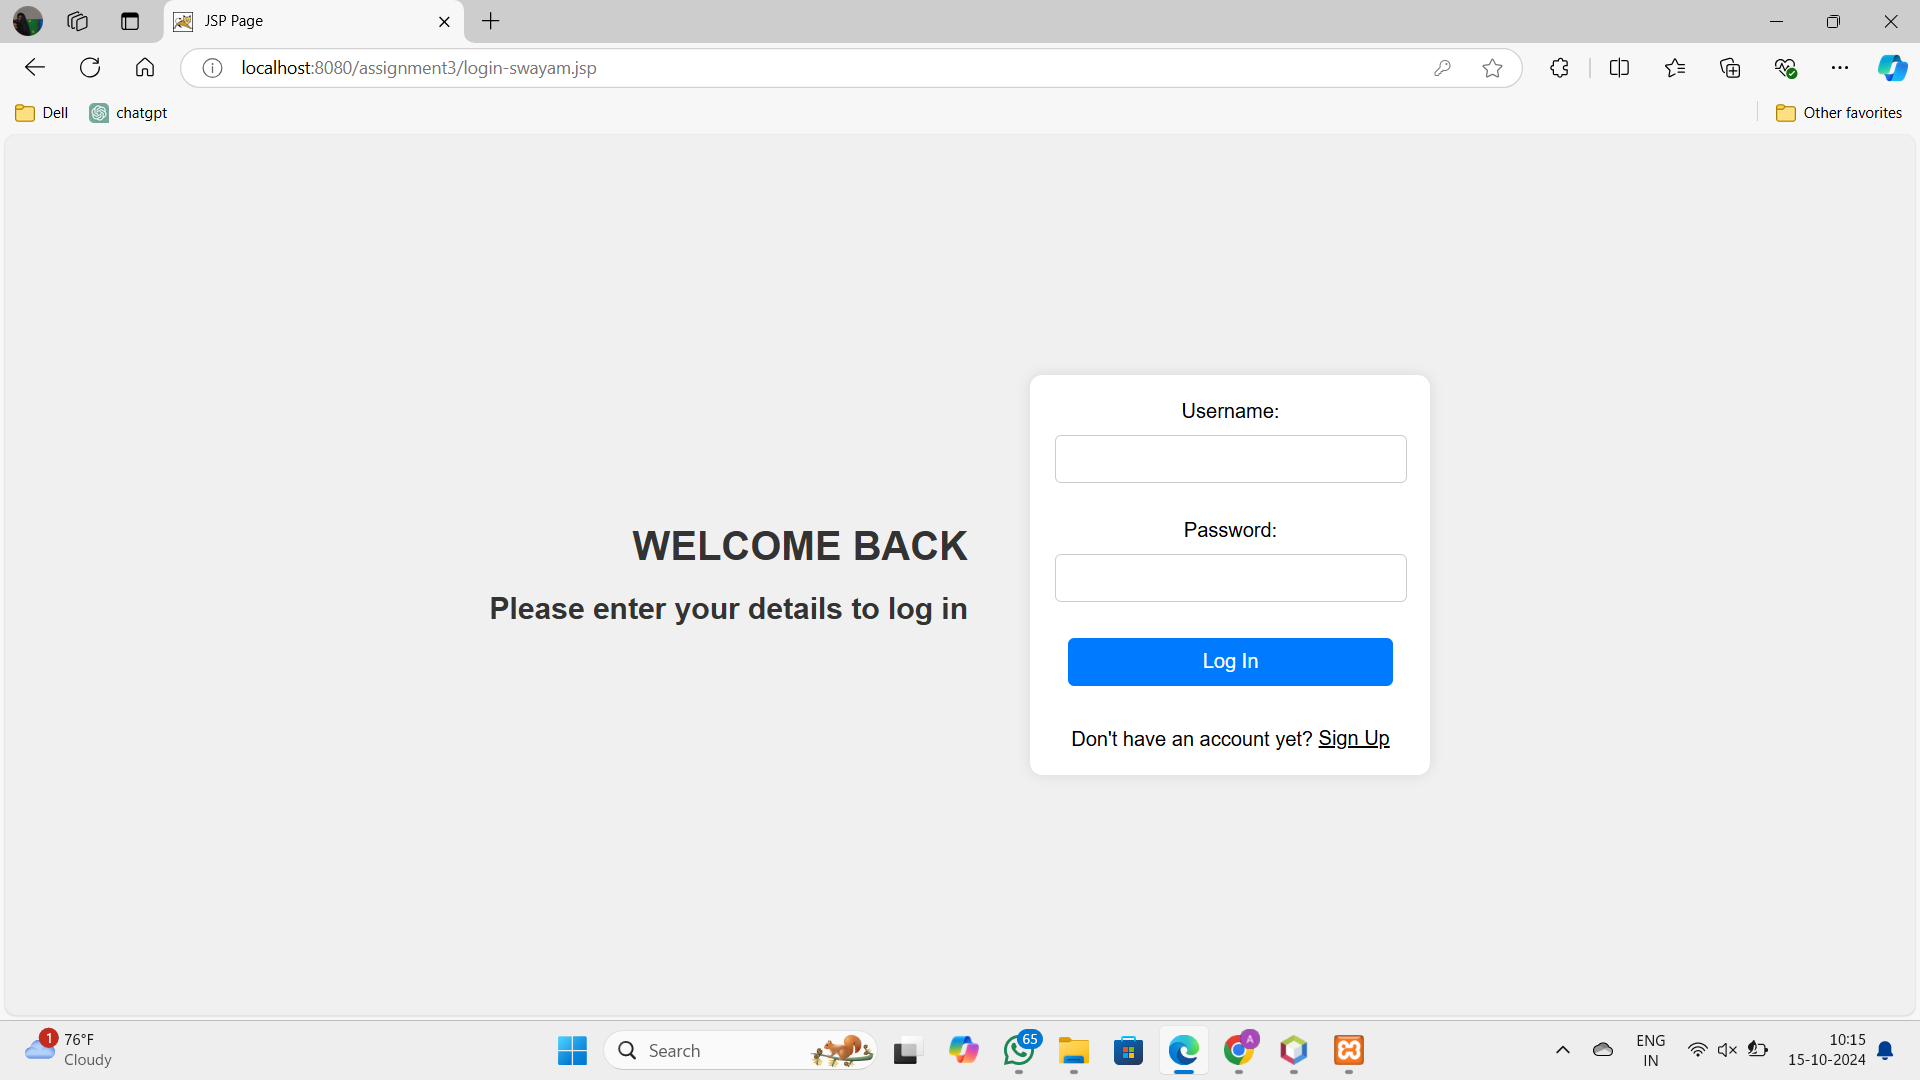 JSP Page
localhost:8080/assignment3/login-swayam.jsp
Dell
chatgpt
Other favorites
Username:
Password:
WELCOME BACK
Please enter your details to log in
Log In
Don't have an account yet? Sign Up
1
76°F
Cloudy
Search
65
A
ENG
IN
10:15
15-10-2024